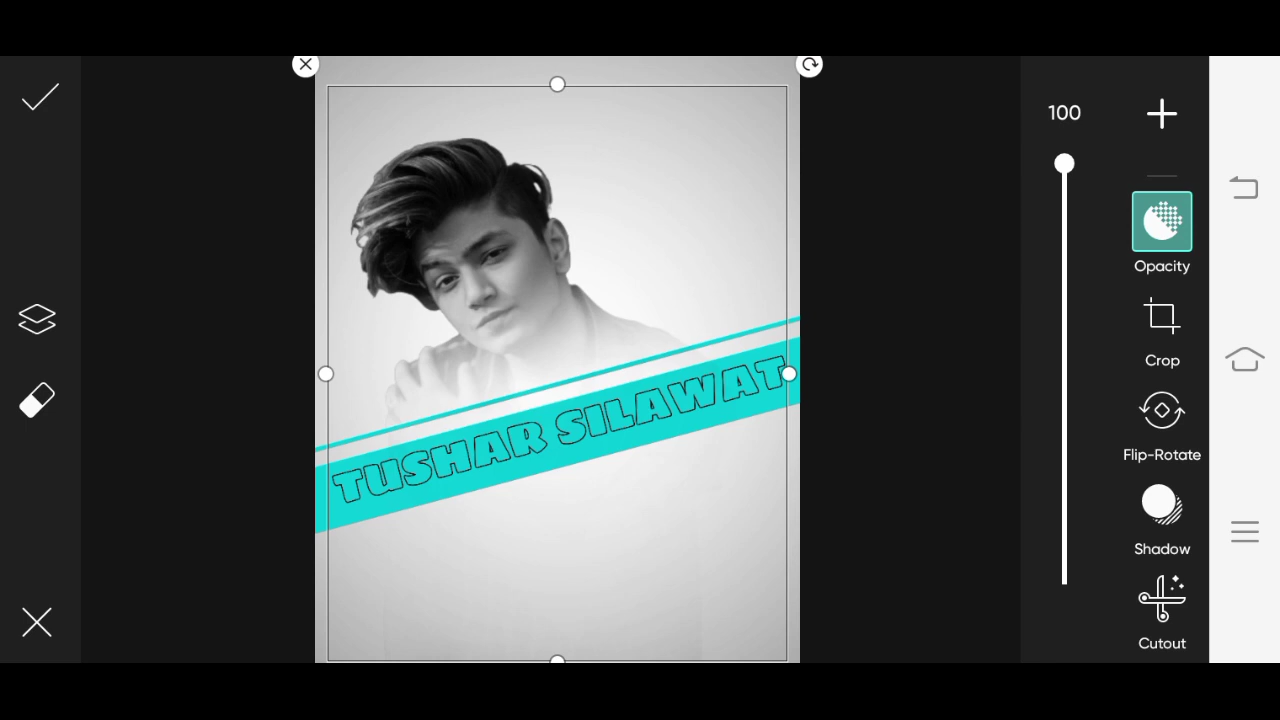 100
Opacity
Crop
TUSHAR SILAWAT
Flip-Rotate
Shadow
Cutout